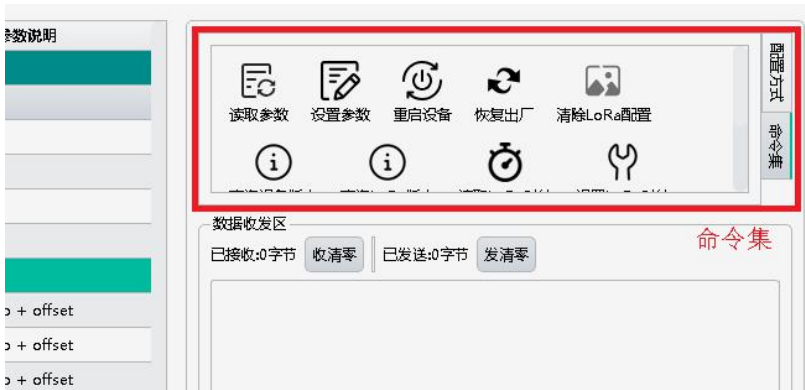 参数说明
配置方式
命令集
读取参数 设置参数 重启设备 恢复出厂 清除LoRa配置
数据收发区
命令集
已接收:0字节 收清零 已发送:0字节 发清零
+ offset
+ offset
+ offset